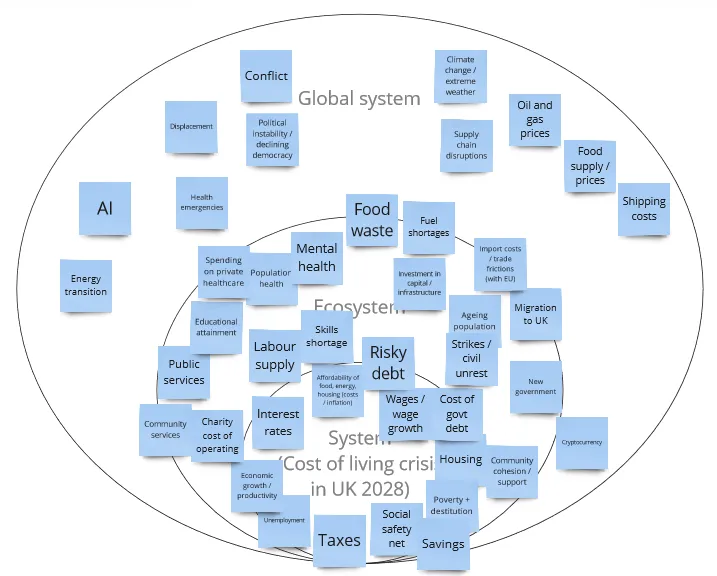 Conflict
Global system
Climate
change /
extreme
weather
Displacement
Political
instability /
declining
democracy
Oil and
gas
prices
Supply
chain
disruptions
Food
supply /
prices
AI
Health
emergencies
Shipping
costs
Food
waste
Fuel
shortages
Energy
transition
Mental
health
Spending
on private
healthcare
Population
health
Import costs
/ trade
frictions
(with EU)
Investment in
capital /
infrastructure
Ecosystem
Migration
to UK
Educational
attainment
Skills
shortage
Ageing
population
Labour
supply
Risky
debt
Strikes /
civil
unrest
Public
services
Affordability of
food, energy,
housing (costs
/ inflation)
New
government
Wages /
wage
growth
Cost of
govt
debt
Interest
rates
Community
services
Charity
cost of
operating
System
(Cost of living crisis
in UK 2028)
Cryptocurrency
Housing
Community
cohesion /
support
Economic
growth /
productivity
Poverty +
destitution
Unemployment
Social
safety
net
Taxes
Savings